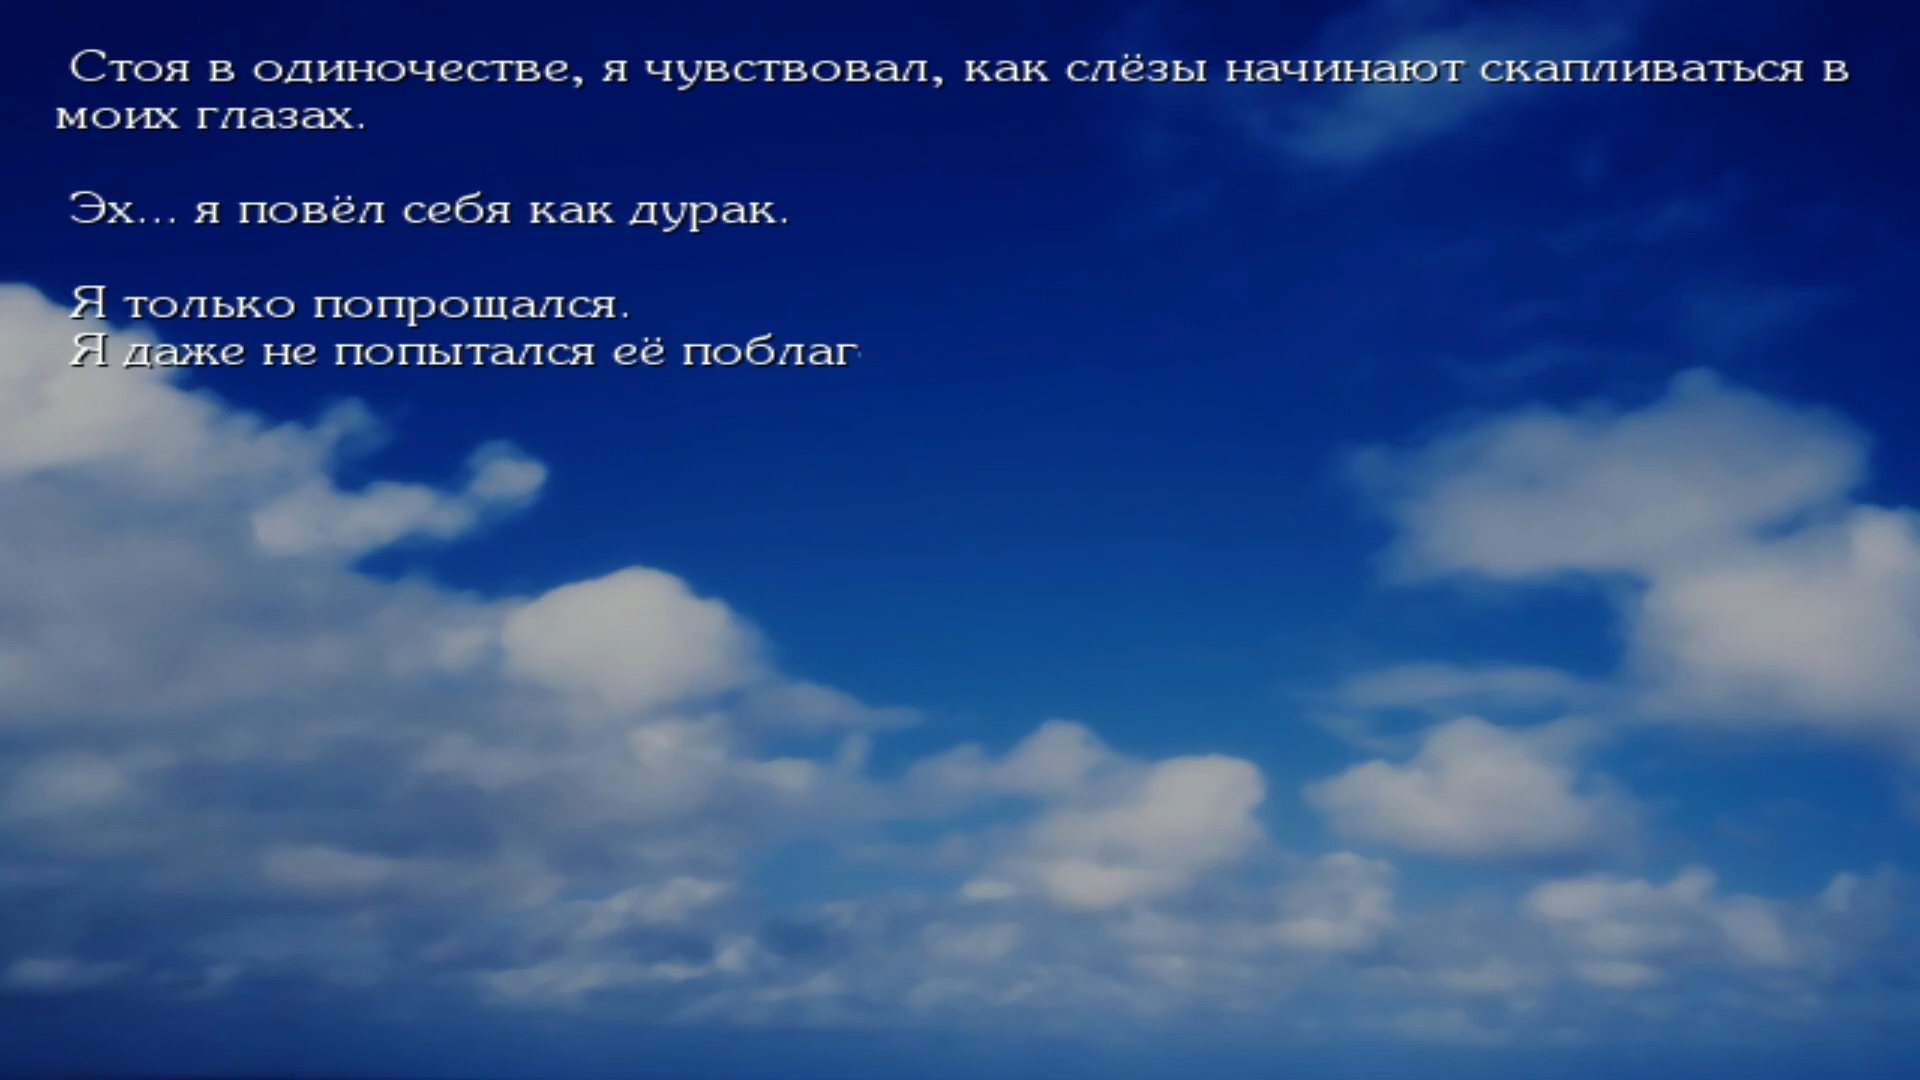 Стоя в одиночестве, я чувствовал, как слёзы начинают скапливаться в
моих глазах.
Эх... я повёл себя как дурак.
Я только попрощался.
Я даже не попытался её поблаг